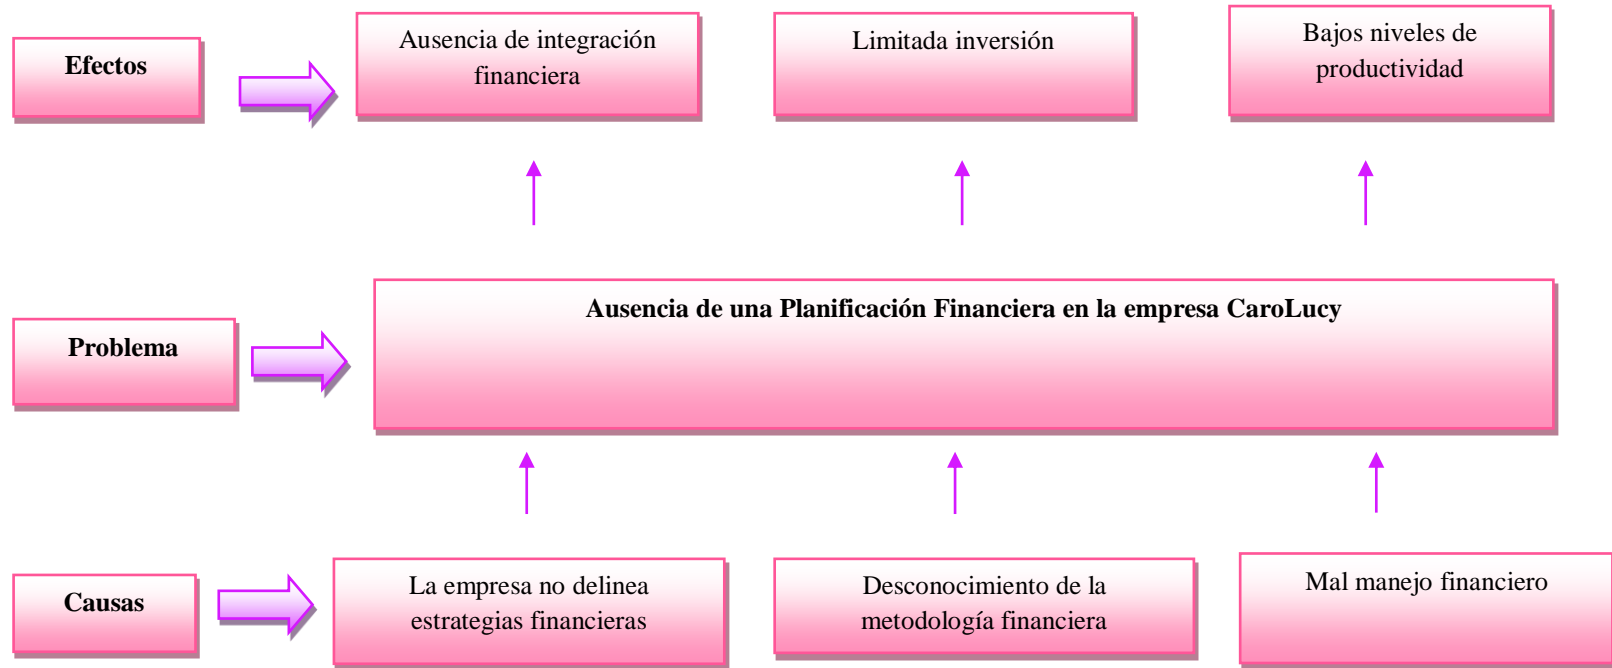 Efectos
Ausencia de integración
financiera
Limitada inversión
Bajos niveles de
productividad
Problema
Ausencia de una Planificación Financiera en la empresa CaroLucy
Causas
La empresa no delinea
estrategias financieras
Desconocimiento de la
metodología financiera
Mal manejo financiero